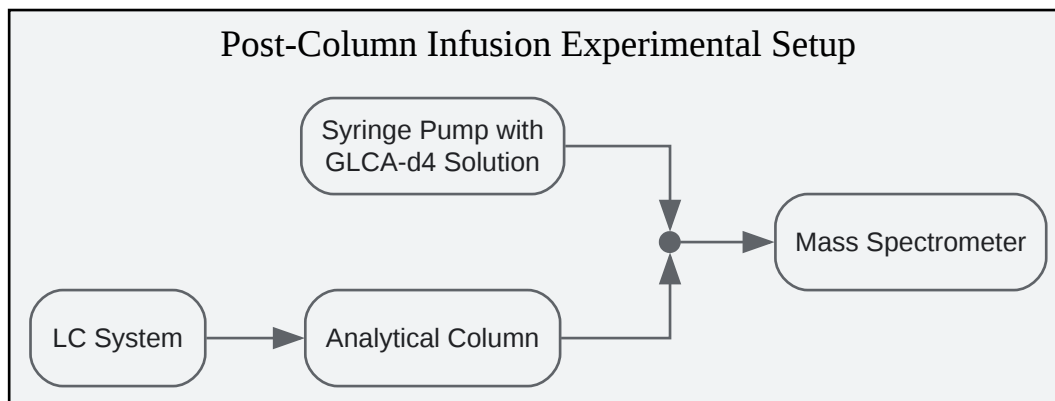 Post-Column Infusion Experimental Setup
Syringe Pump with
GLCA-d4 Solution
Mass Spectrometer
LC System
Analytical Column